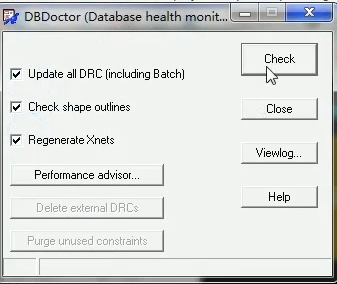 DBDoctor (Database health monit...
Check
Update all DRC (including Batch)
Check shape outlines
Close
Regenerate Xnets
Viewlog...
Performance advisor...
Help
Delete external DRCs
Purge unused constraints